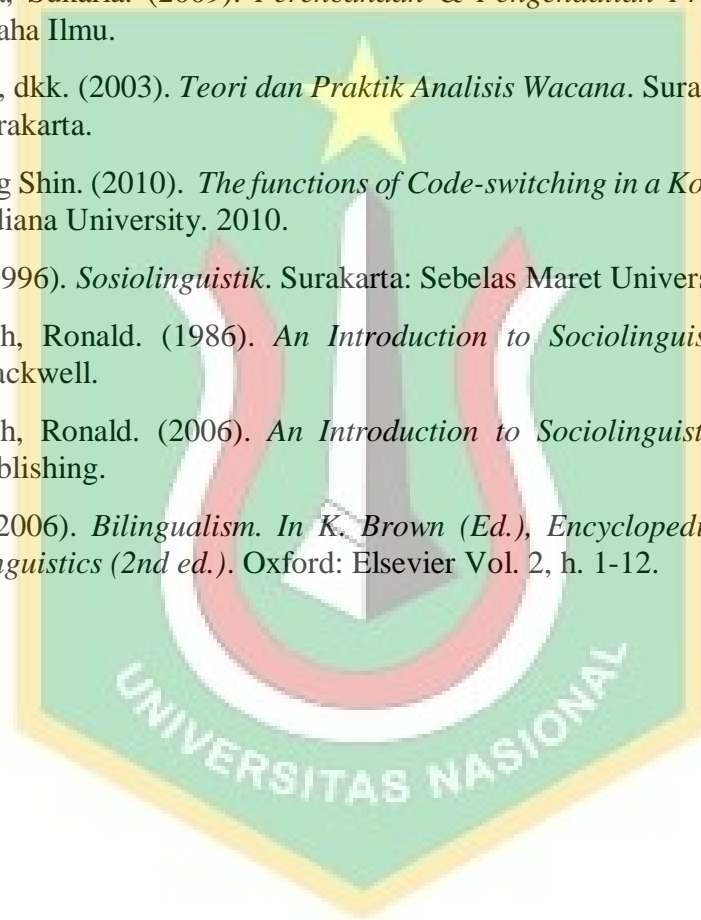 Sukaria. (2009). Perencanaan & Pengendalian
aha Ilmu.
, dkk. (2003). Teori dan Praktik Analisis Wacana. Sura
rakarta.
g Shin. (2010). The functions of Code-switching in a Ko
diana University. 2010.
996). Sosiolinguistik. Surakarta: Sebelas Maret Univers
h, Ronald. (1986). An Introduction to Sociolinguis
ackwell.
h, Ronald. (2006). An Introduction to Sociolinguist
blishing.
2006). Bilingualism. In K. Brown (Ed.), Encyclopedi
nguistics (2nd ed.). Oxford: Elsevier Vol. 2, h. 1-12.
UNIVERSITAS NASIONAL